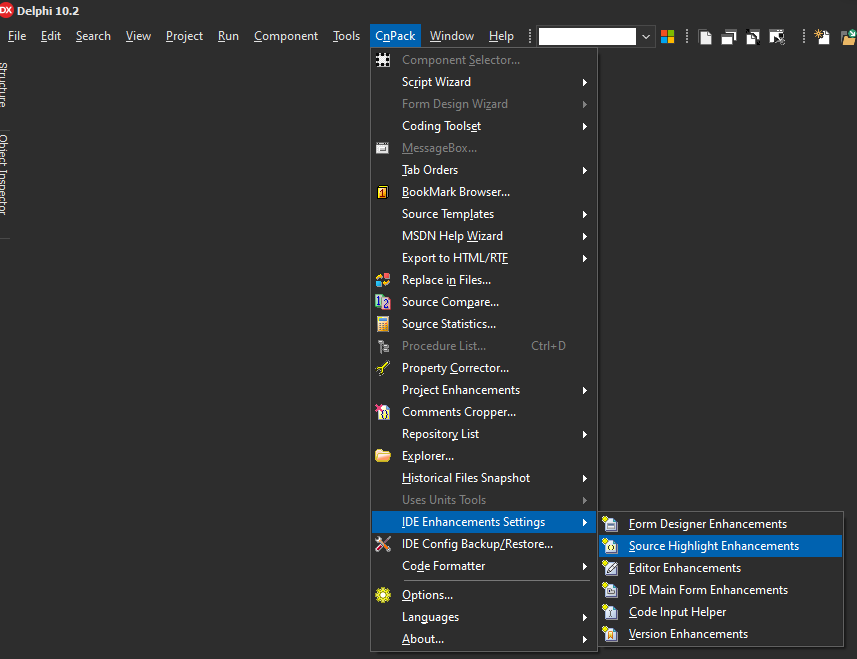 DX Delphi 10.2
File Edit Search View Project Run Component Tools CnPack Window Help
Structure
Object Inspector
Component Selector...
Script Wizard
Form Design Wizard
Coding Toolset
MessageBox...
Tab Orders
BookMark Browser...
Source Templates
MSDN Help Wizard
Export to HTML/RTF
Replace in Files...
Source Compare...
Source Statistics...
Procedure List... Ctrl+D
Property Corrector...
Project Enhancements
Comments Cropper...
Repository List
Explorer...
Historical Files Snapshot
Uses Units Tools
IDE Enhancements Settings
IDE Config Backup/Restore...
Code Formatter
Options...
Languages
About...
Form Designer Enhancements
Source Highlight Enhancements
Editor Enhancements
IDE Main Form Enhancements
Code Input Helper
Version Enhancements